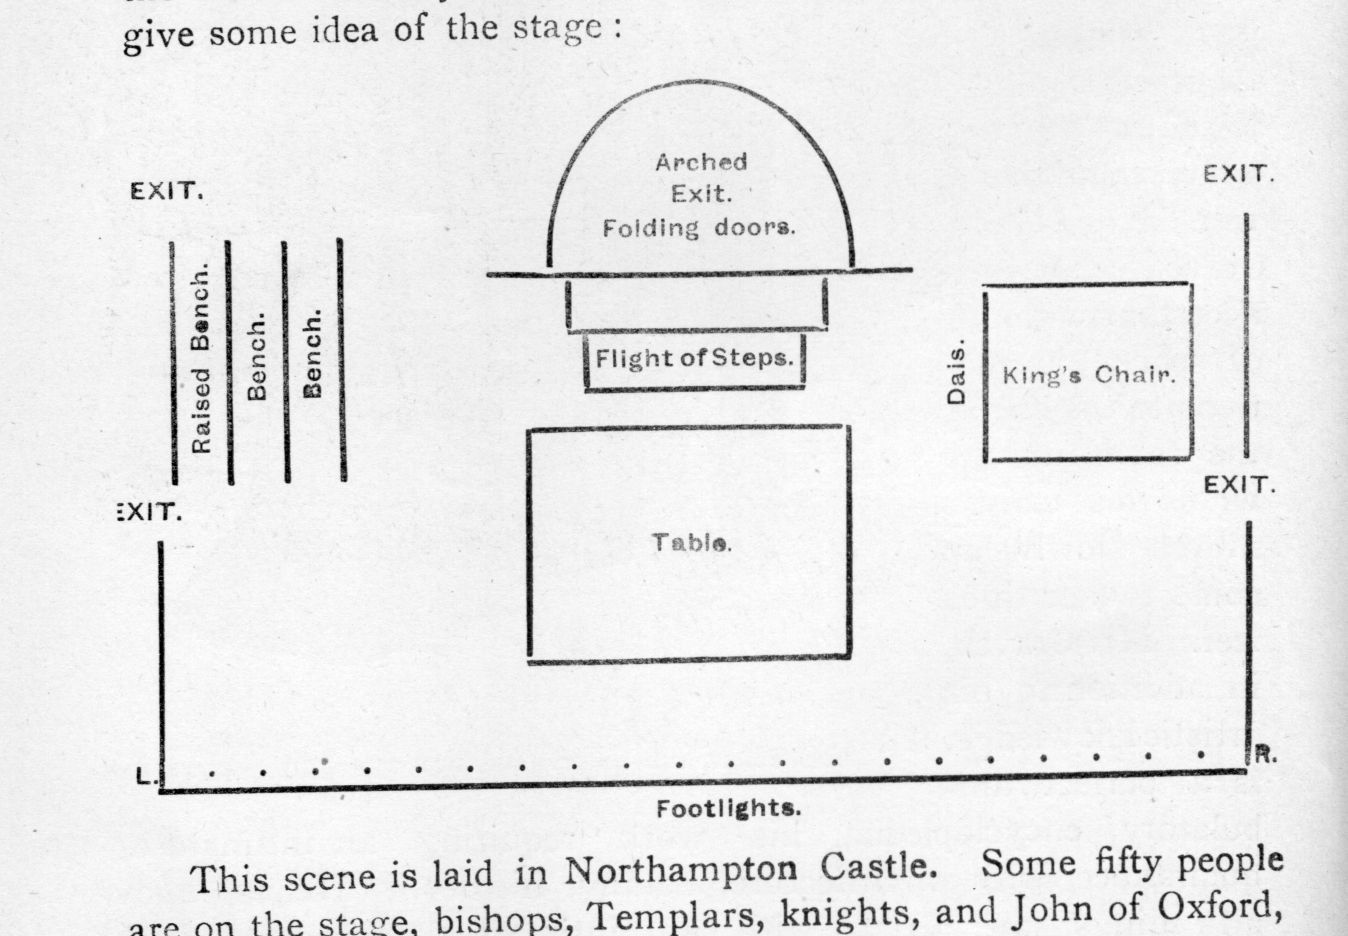 give some idea of the stage :
Arched
Exit.
Folding doors.
EXIT.
EXIT.
Raised Bench.
Bench.
Bench.
Flight of Steps.
Dais.
King's Chair.
EXIT.
EXIT.
Table.
L.
R.
Footlights.
This scene is laid in Northampton Castle. Some fifty people
are on the stage, bishops, Templars, knights, and John of Oxford,